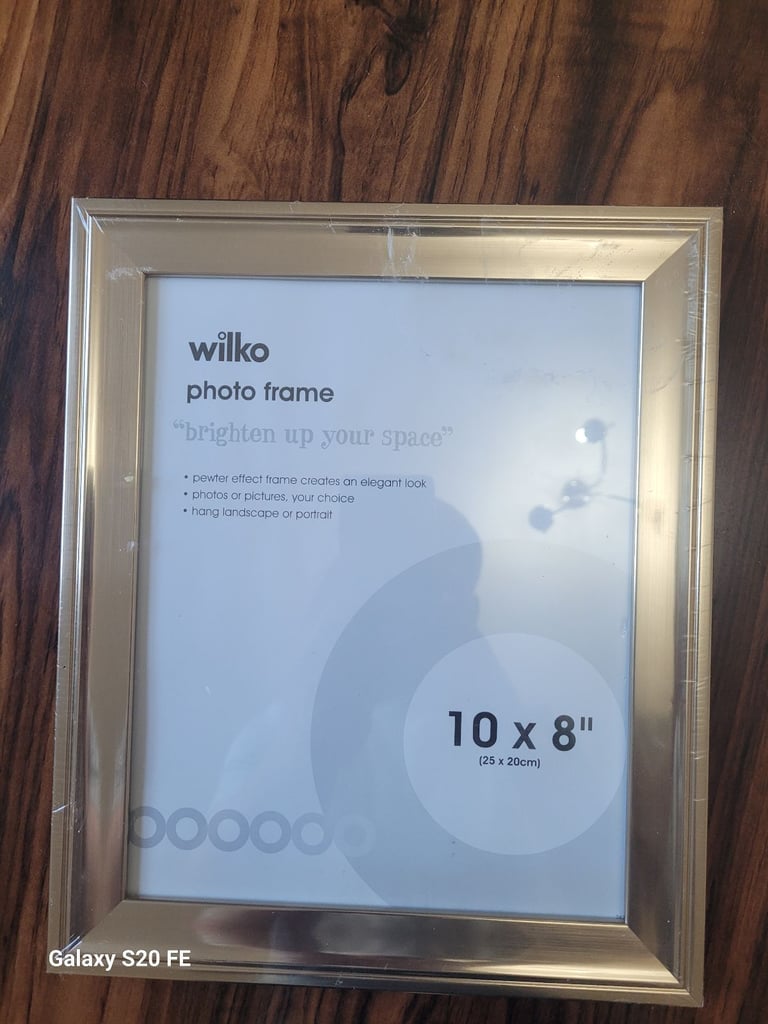 wilko
photo frame
“brighten up your space”
• pewter effect frame creates an elegant look
• photos or pictures, your choice
• hang landscape or portrait
10 x 8"
(25 x 20cm)
Galaxy S20 FE